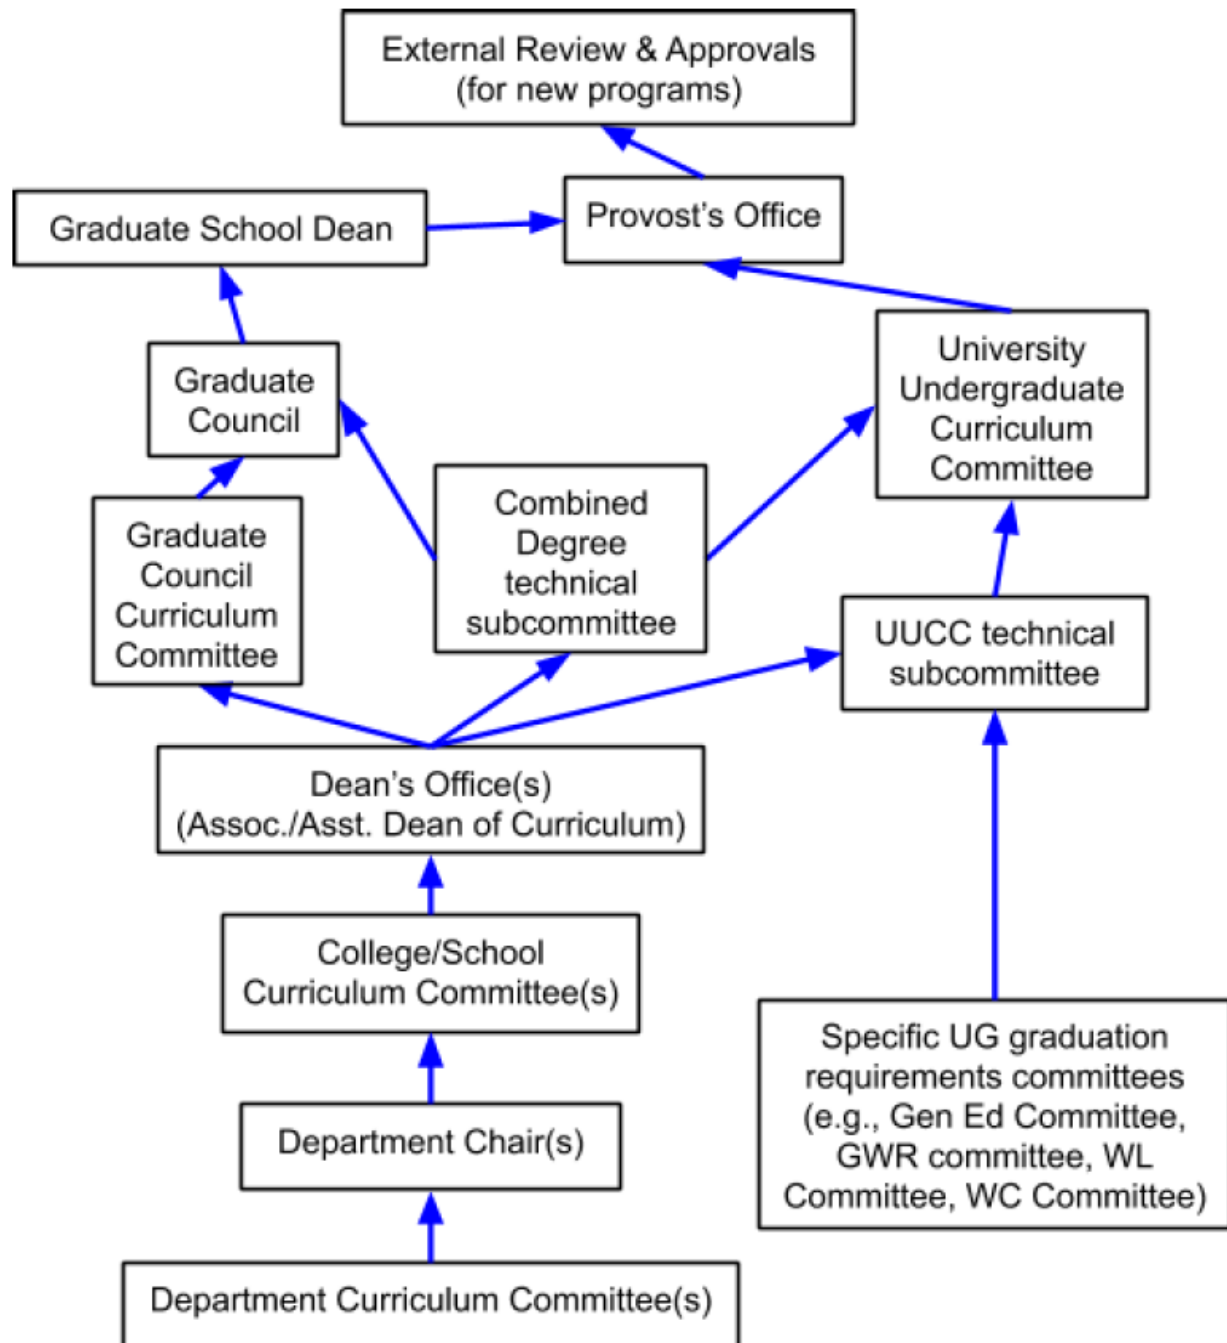 External Review & Approvals
(for new programs)
Graduate School Dean
Provost’s Office
Graduate
Council
University
Undergraduate
Curriculum
Committee
Graduate
Council
Curriculum
Committee
Combined
Degree
technical
subcommittee
UUCC technical
subcommittee
Dean’s Office(s)
(Assoc./Asst. Dean of Curriculum)
College/School
Curriculum Committee(s)
Specific UG graduation
requirements committees
(e.g., Gen Ed Committee,
GWR committee, WL
Committee, WC Committee)
Department Chair(s)
Department Curriculum Committee(s)